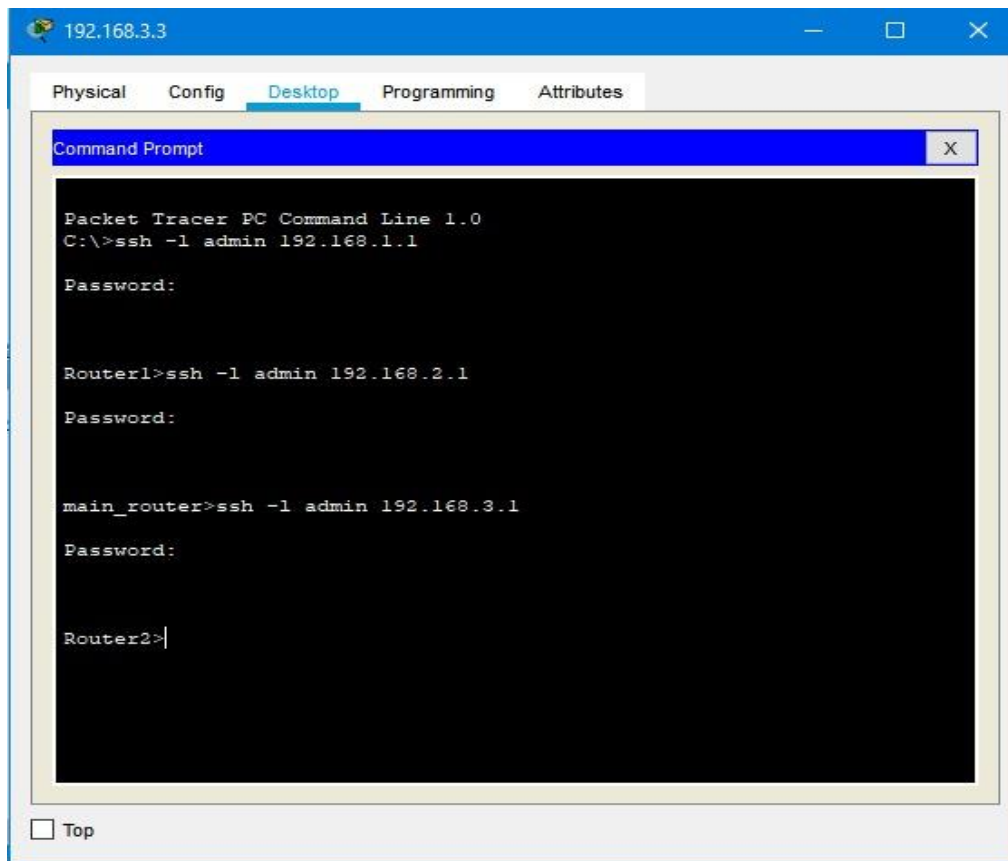 192.168.3.3
Physical Config Desktop Programming Attributes
Command Prompt X
Packet Tracer PC Command Line 1.0
C:\>ssh -l admin 192.168.1.1
Password:
Router1>ssh -l admin 192.168.2.1
Password:
main_router>ssh -l admin 192.168.3.1
Password:
Router2>
Top